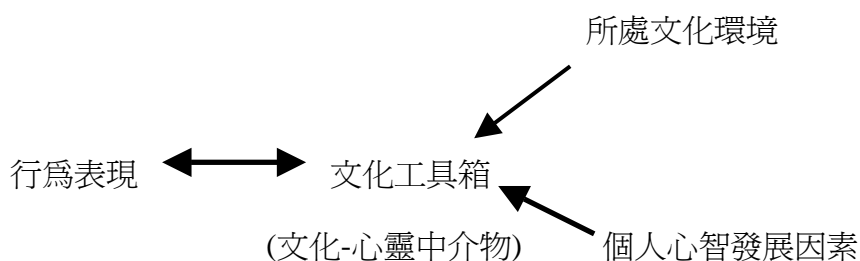 所處文化環境
行爲表現
文化工具箱
(文化-心靈中介物)
個人心智發展因素